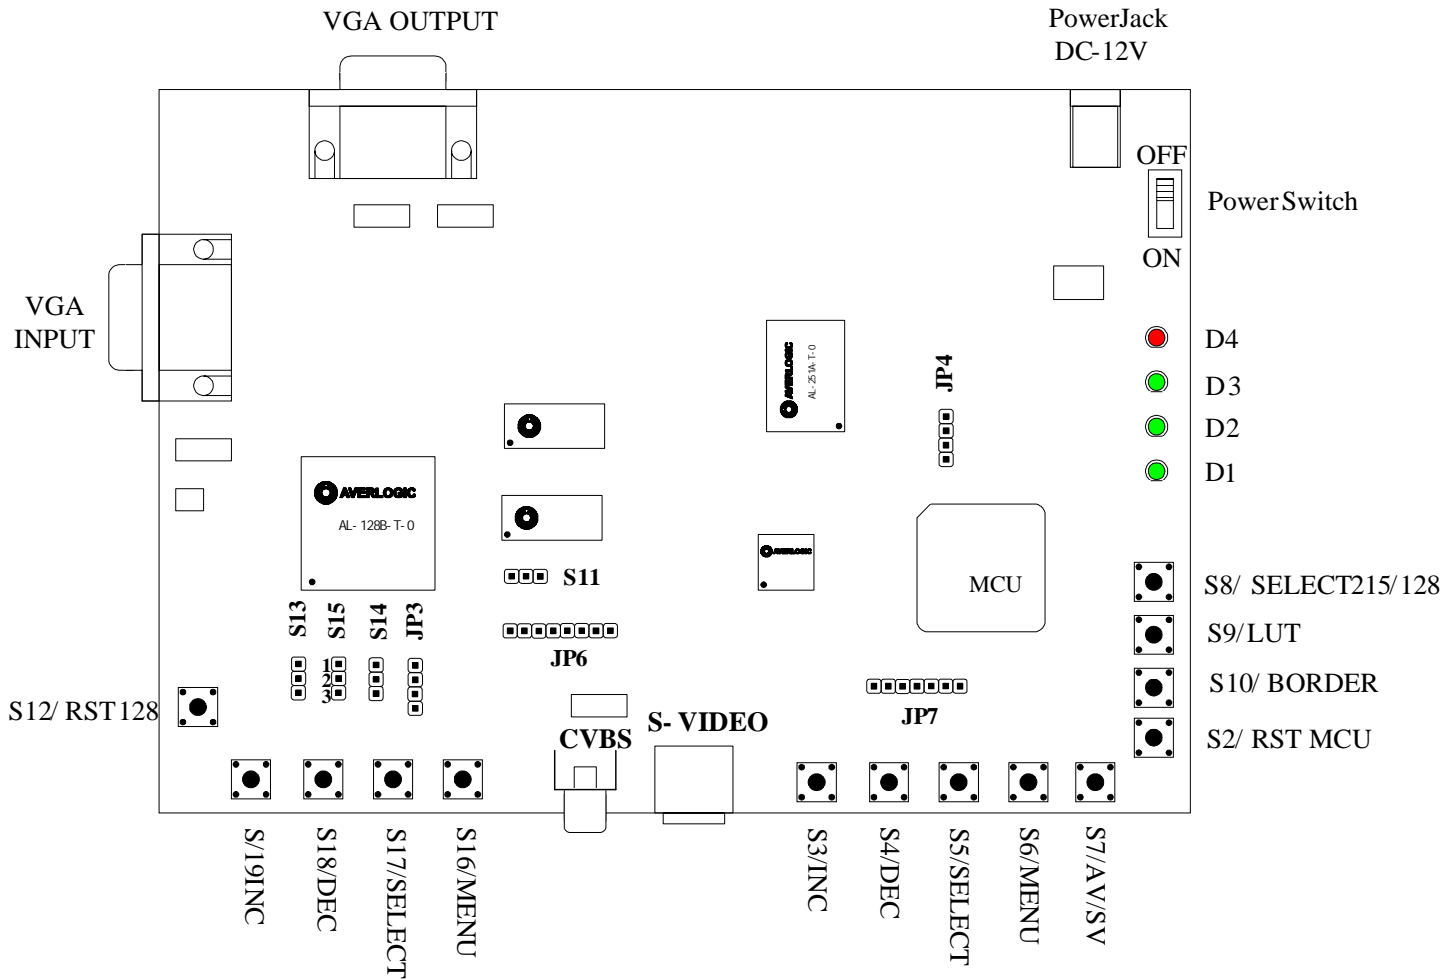 VGA OUTPUT
PowerJack
DC-12V
OFF
PowerSwitch
ON
VGA
INPUT
D4
D3
D2
D1
AVERLOGIC
AL-251A-T-0
JP4
AVERLOGIC
AL-128B-T-0
AVERLOGIC
MCU
S11
S13
S15
S14
JP3
1
2
3
JP6
JP7
S8/ SELECT215/128
S9/LUT
S10/ BORDER
S2/ RST MCU
S12/ RST128
CVBS
S-VIDEO
S/19INC
S18/DEC
S17/SELECT
S16/MENU
S3/INC
S4/DEC
S5/SELECT
S6/MENU
S7/AV/SV